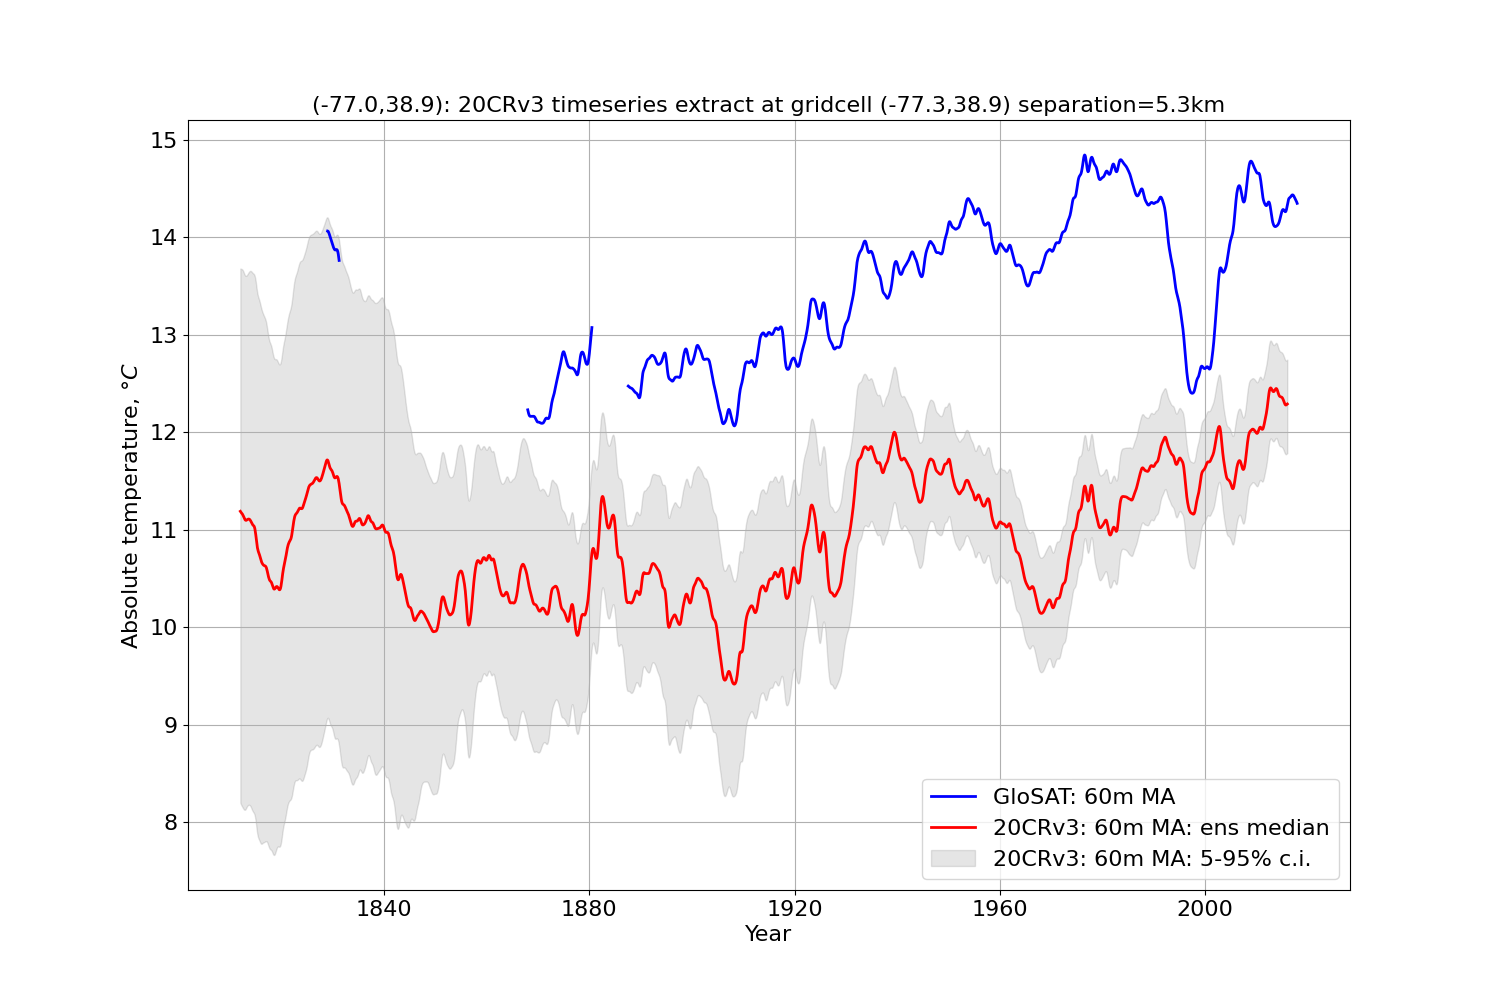 (-77.0,38.9): 20CRv3 timeseries extract at gridcell (-77.3,38.9) separation=5.3km
15
14
13
12
11
10
9
8
Absolute temperature, °C
1840
1880
1920
1960
2000
Year
GloSAT: 60m MA
20CRv3: 60m MA: ens median
20CRv3: 60m MA: 5-95% c.i.